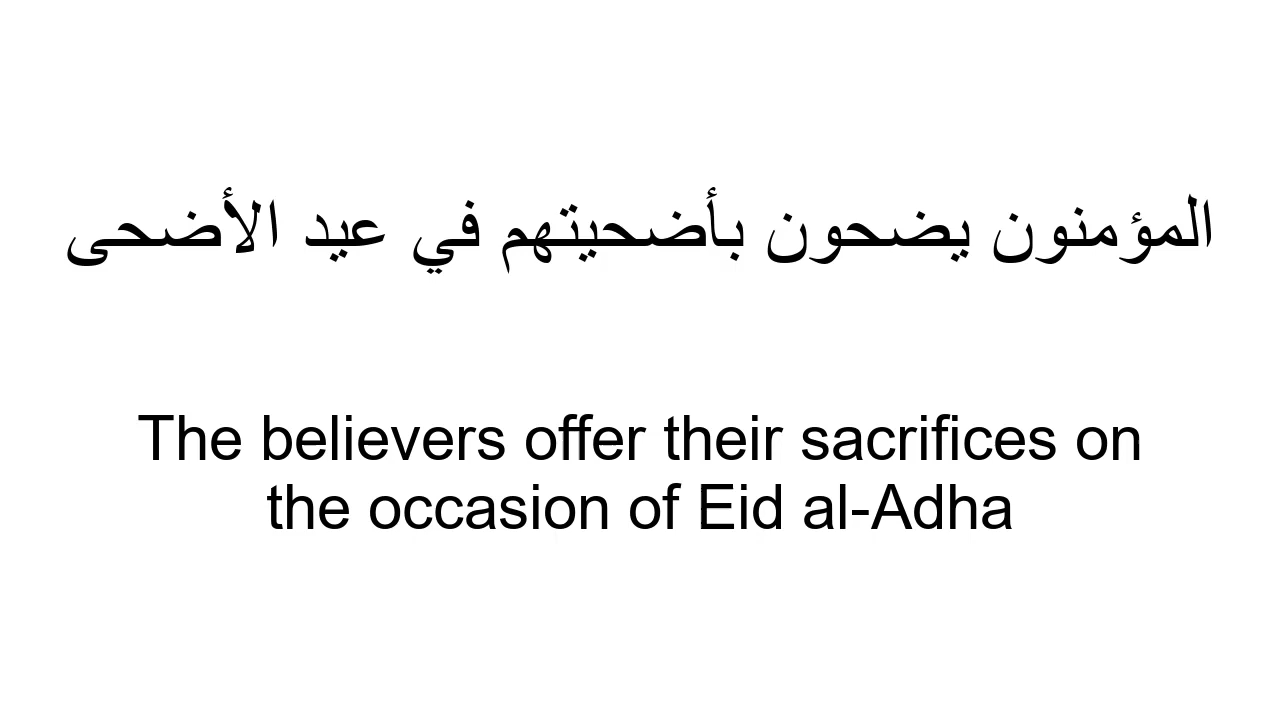 المؤمنون يضحون بأضحيتهم في عيد الأضحى
The believers offer their sacrifices on
the occasion of Eid al-Adha